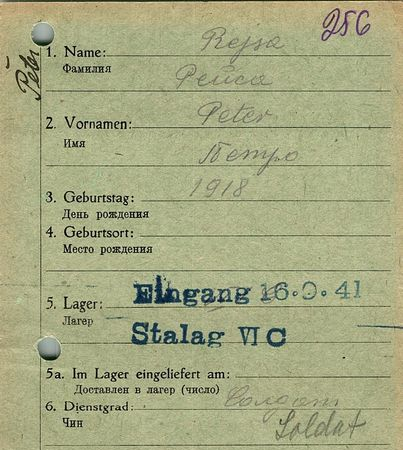 256
Peter
1. Name: Rejsa
Фамилия Рейса
2. Vornamen: Peter
Имя Петро
1918
3. Geburtstag:
День рождения
4. Geburtsort:
Место рождения
Eingang 16.9.41
5. Lager:
Лагер
Stalag VI C
5a. Im Lager eingeliefert am:
Доставлен в лагер (число)
6. Dienstgrad: Солдат
Чин Soldat